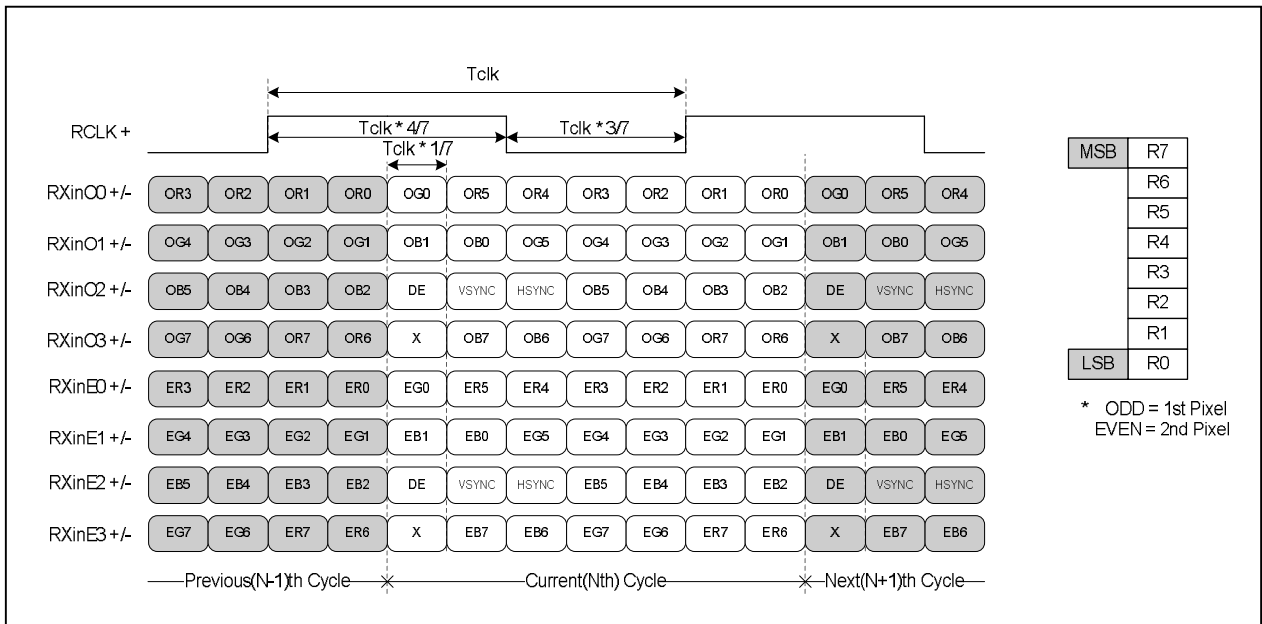 Tclk
RCLK + Tclk * 4/7 Tclk * 3/7
Tclk * 1/7
RXinO0 +/- OR3 OR2 OR1 OR0 OG0 OR5 OR4 OR3 OR2 OR1 OR0 OG0 OR5 OR4
RXinO1 +/- OG4 OG3 OG2 OG1 OB1 OB0 OG5 OG4 OG3 OG2 OG1 OB1 OB0 OG5
RXinO2 +/- OB5 OB4 OB3 OB2 DE VSYNC HSYNC OB5 OB4 OB3 OB2 DE VSYNC HSYNC
RXinO3 +/- OG7 OG6 OR7 OR6 X OB7 OB6 OG7 OG6 OR7 OR6 X OB7 OB6
RXinE0 +/- ER3 ER2 ER1 ER0 EG0 ER5 ER4 ER3 ER2 ER1 ER0 EG0 ER5 ER4
RXinE1 +/- EG4 EG3 EG2 EG1 EB1 EB0 EG5 EG4 EG3 EG2 EG1 EB1 EB0 EG5
RXinE2 +/- EB5 EB4 EB3 EB2 DE VSYNC HSYNC EB5 EB4 EB3 EB2 DE VSYNC HSYNC
RXinE3 +/- EG7 EG6 ER7 ER6 X EB7 EB6 EG7 EG6 ER7 ER6 X EB7 EB6
Previous(N-1)th Cycle Current(Nth) Cycle Next(N+1)th Cycle
MSB R7
R6
R5
R4
R3
R2
R1
LSB R0
* ODD = 1st Pixel
EVEN = 2nd Pixel